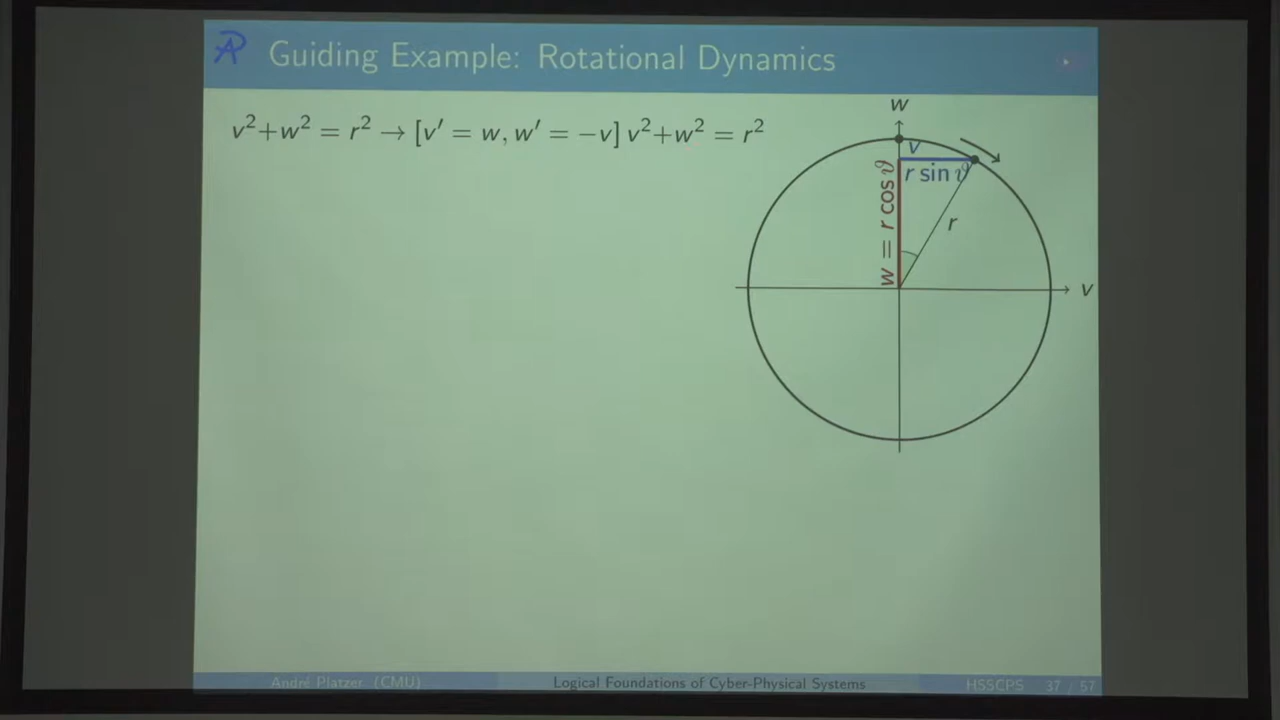 Guiding Example: Rotational Dynamics
v²+w² = r² → [v′ = w, w′ = −v] v²+w² = r²
w
v
r sin ϑ
w = r cos ϑ
r
v
André Platzer (CMU)
Logical Foundations of Cyber-Physical Systems
HSSCPS
37 / 57